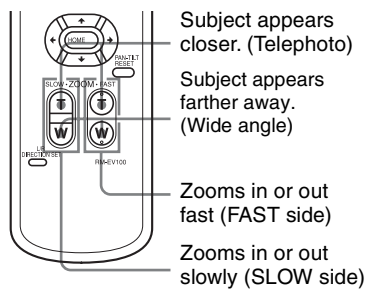 HOME
PAN-TILT
RESET
SLOW • ZOOM • FAST
T
T
W
W
L/R
DIRECTION SET
RM-EV100
Subject appears
closer. (Telephoto)
Subject appears
farther away.
(Wide angle)
Zooms in or out
fast (FAST side)
Zooms in or out
slowly (SLOW side)